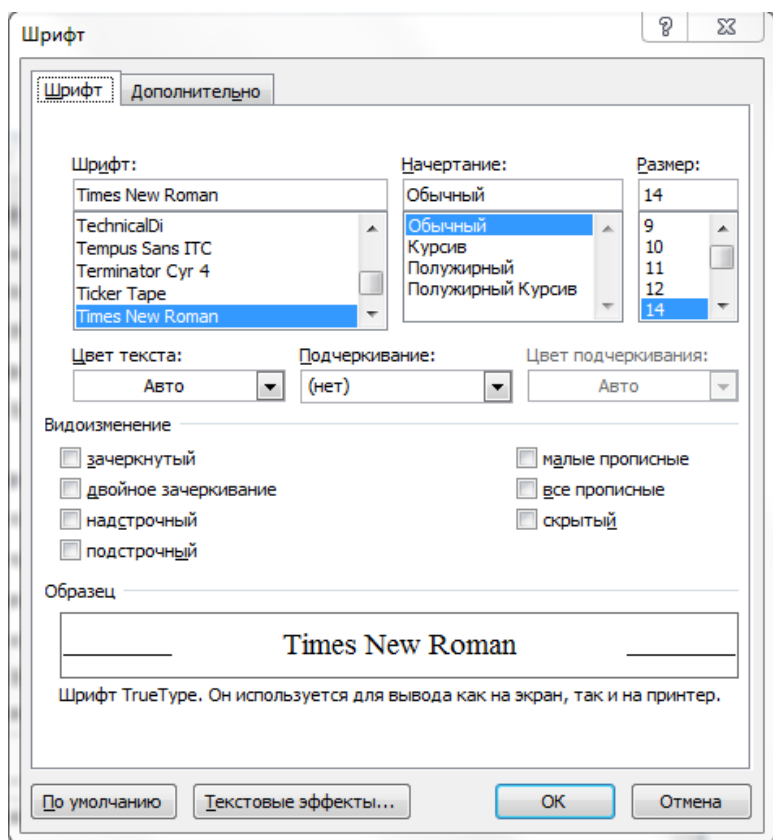 Шрифт
Шрифт Дополнительно
Шрифт: Начертание: Размер:
Times New Roman Обычный 14
TechnicalDi Обычный 9
Tempus Sans ITC Курсив 10
Terminator Cyr 4 Полужирный 11
Ticker Tape Полужирный Курсив 12
Times New Roman 14
Цвет текста: Подчеркивание: Цвет подчеркивания:
Авто (нет) Авто
Видоизменение
зачеркнутый малые прописные
двойное зачеркивание все прописные
надстрочный скрытый
подстрочный
Образец
Times New Roman
Шрифт TrueType. Он используется для вывода как на экран, так и на принтер.
По умолчанию Текстовые эффекты... ОК Отмена